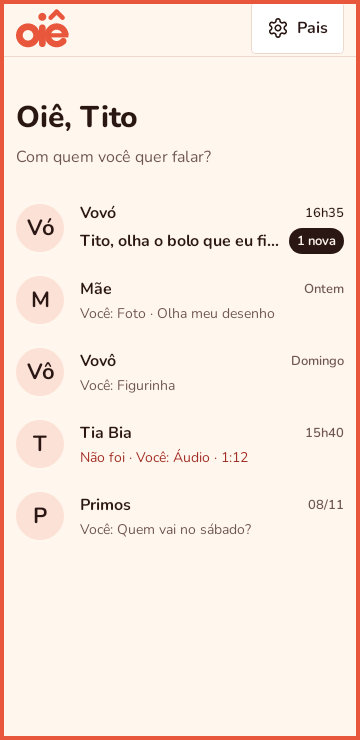 oiê
Pais
Oiê, Tito
Com quem você quer falar?
Vó
Vovó
16h35
Tito, olha o bolo que eu fi...
1 nova
M
Mãe
Ontem
Você: Foto · Olha meu desenho
Vô
Vovô
Domingo
Você: Figurinha
T
Tia Bia
15h40
Não foi · Você: Áudio · 1:12
P
Primos
08/11
Você: Quem vai no sábado?